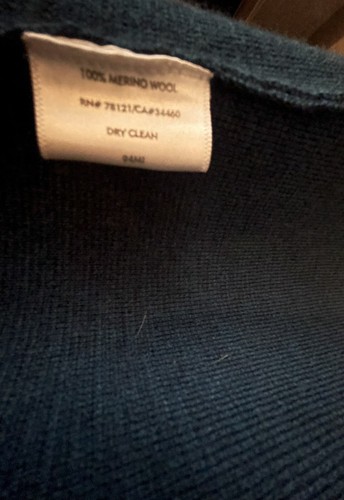 100% MERINO WOOL
RN# 78121/CA#34460
DRY CLEAN